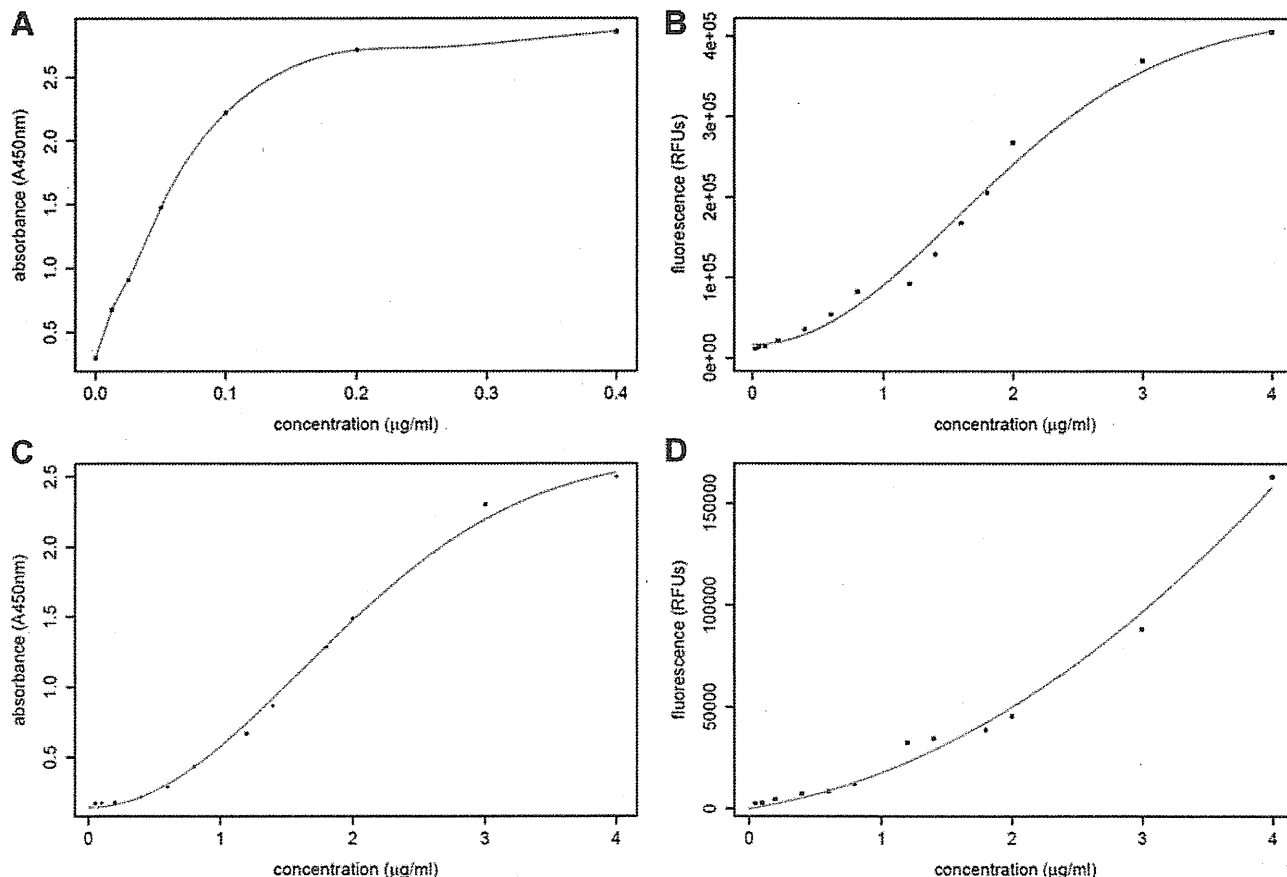 A
absorbance (A450nm)
2.5
2.0
1.5
1.0
0.5
0.0
0.1
0.2
0.3
0.4
concentration (µg/ml)
B
fluorescence (RFUs)
4e+05
3e+05
2e+05
1e+05
0e+00
0
1
2
3
4
concentration (µg/ml)
C
absorbance (A450nm)
2.5
2.0
1.5
1.0
0.5
0
1
2
3
4
concentration (µg/ml)
D
fluorescence (RFUs)
150000
100000
50000
0
0
1
2
3
4
concentration (µg/ml)